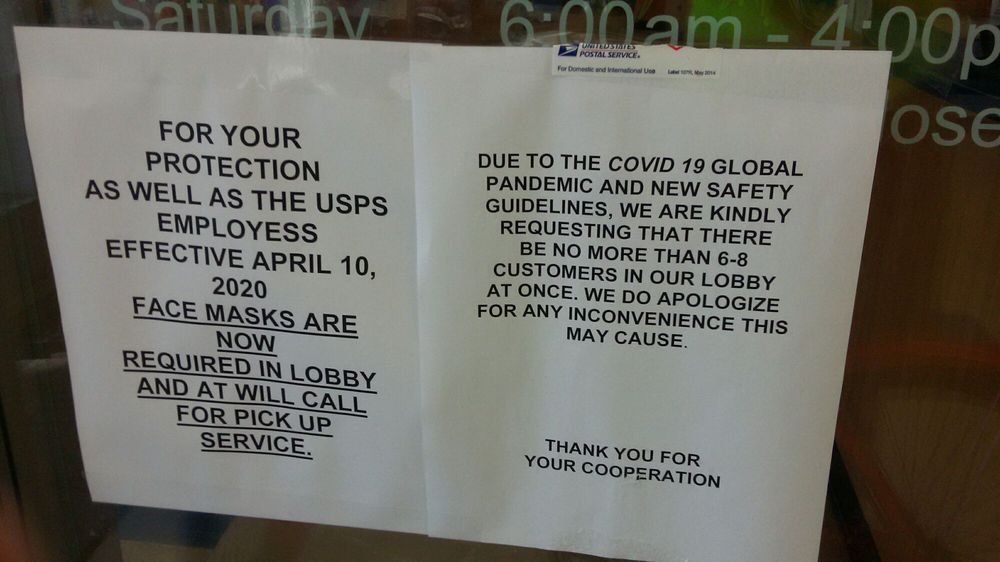 Saturday 6:00am - 4:00p
ose
UNITED STATES
POSTAL SERVICE®
For Domestic and International Use Label 107R, May 2014
FOR YOUR
PROTECTION
AS WELL AS THE USPS
EMPLOYESS
EFFECTIVE APRIL 10,
2020
FACE MASKS ARE
NOW
REQUIRED IN LOBBY
AND AT WILL CALL
FOR PICK UP
SERVICE.
DUE TO THE COVID 19 GLOBAL
PANDEMIC AND NEW SAFETY
GUIDELINES, WE ARE KINDLY
REQUESTING THAT THERE
BE NO MORE THAN 6-8
CUSTOMERS IN OUR LOBBY
AT ONCE. WE DO APOLOGIZE
FOR ANY INCONVENIENCE THIS
MAY CAUSE.
THANK YOU FOR
YOUR COOPERATION